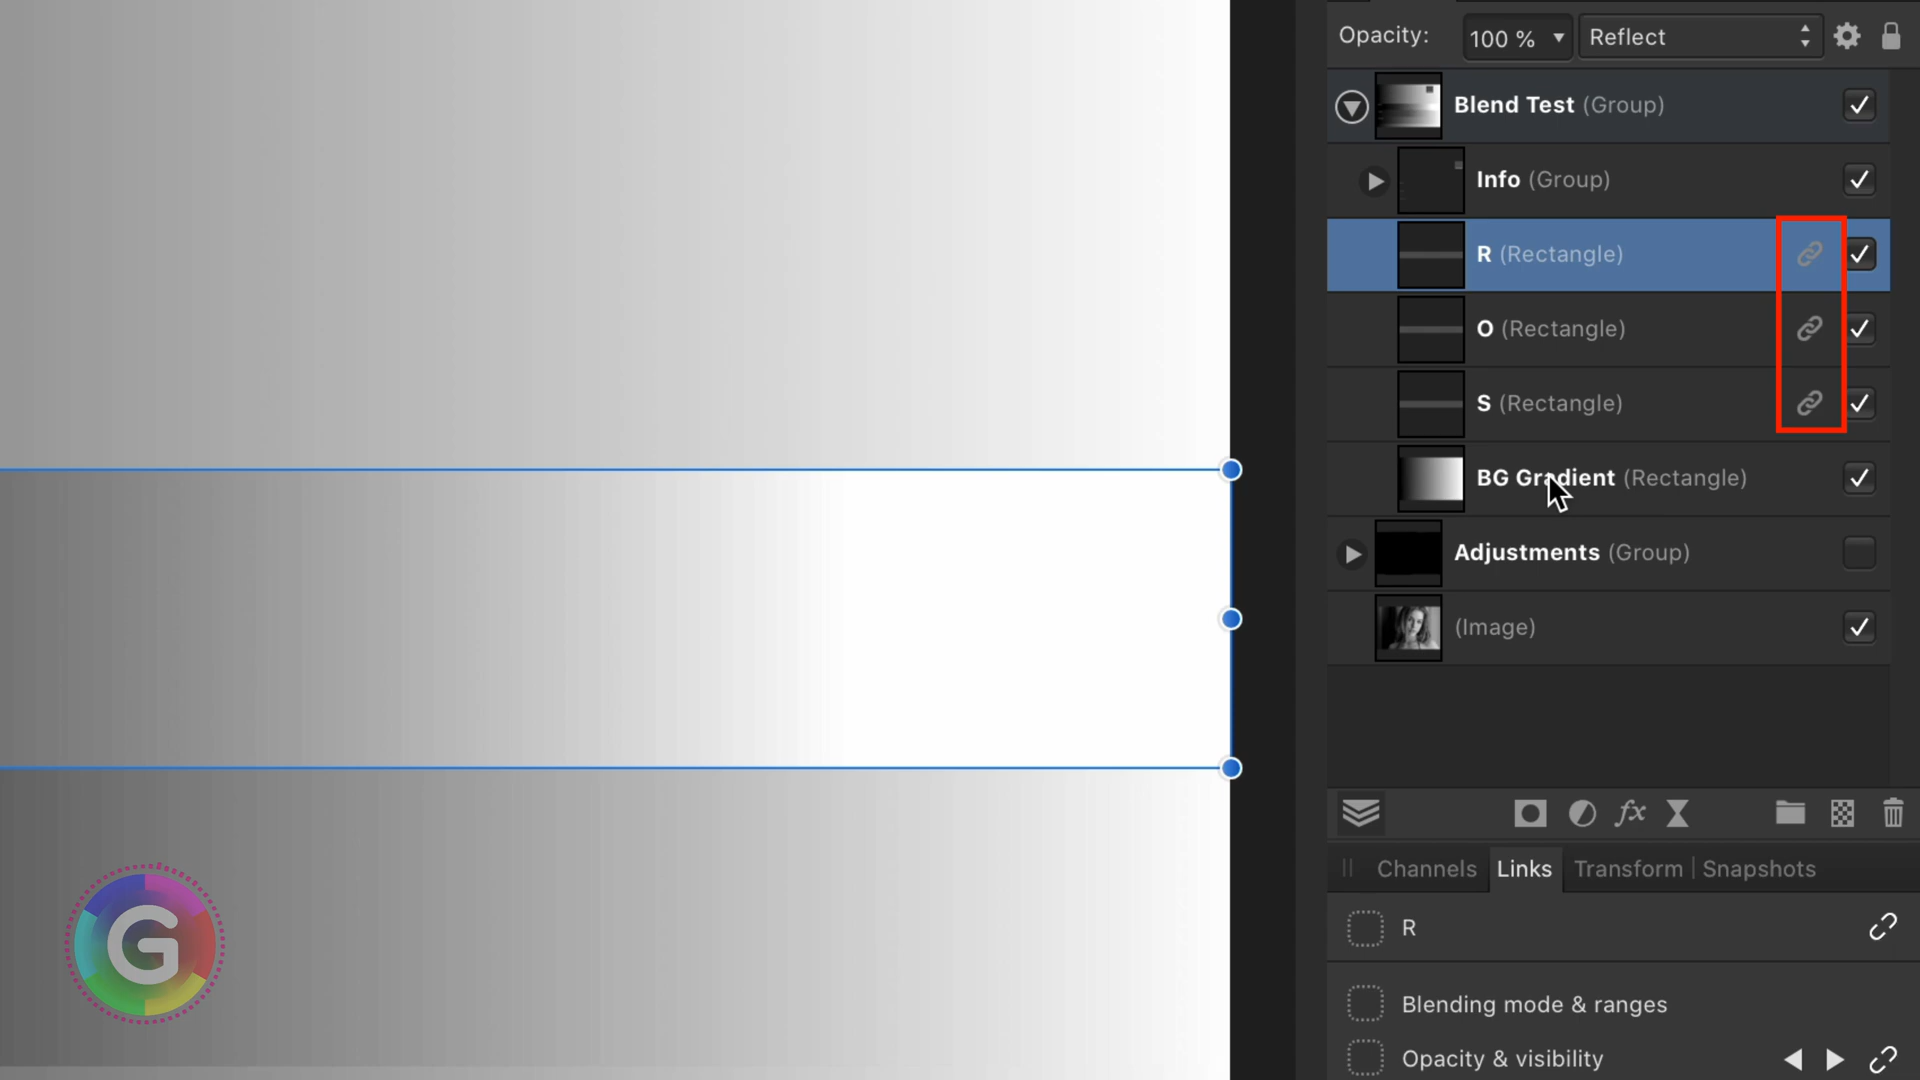 Opacity: 100 % Reflect
Blend Test (Group)
Info (Group)
R (Rectangle)
O (Rectangle)
S (Rectangle)
BG Gradient (Rectangle)
Adjustments (Group)
(Image)
fx
Channels Links Transform Snapshots
R
Blending mode & ranges
Opacity & visibility
G